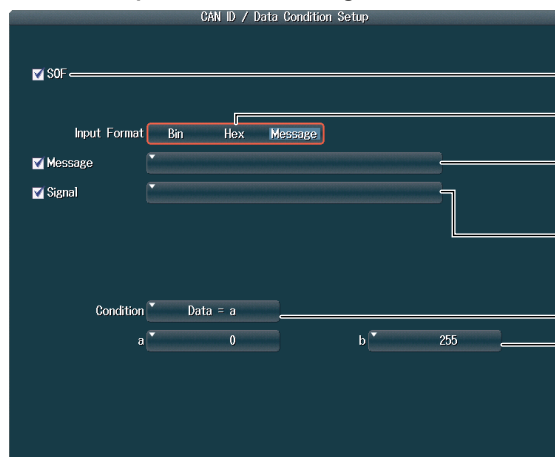 CAN ID / Data Condition Setup
SOF
Input Format Bin Hex Message
Message
Signal
Condition Data = a
a 0 b 255